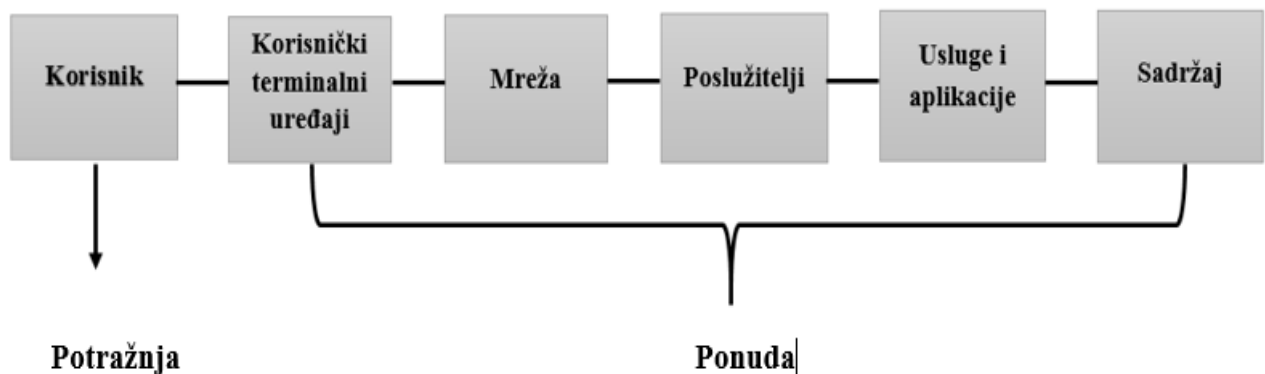 Korisnik
Korisnički
terminalni
uređaji
Mreža
Poslužitelji
Usluge i
aplikacije
Sadržaj
Potražnja
Ponuda